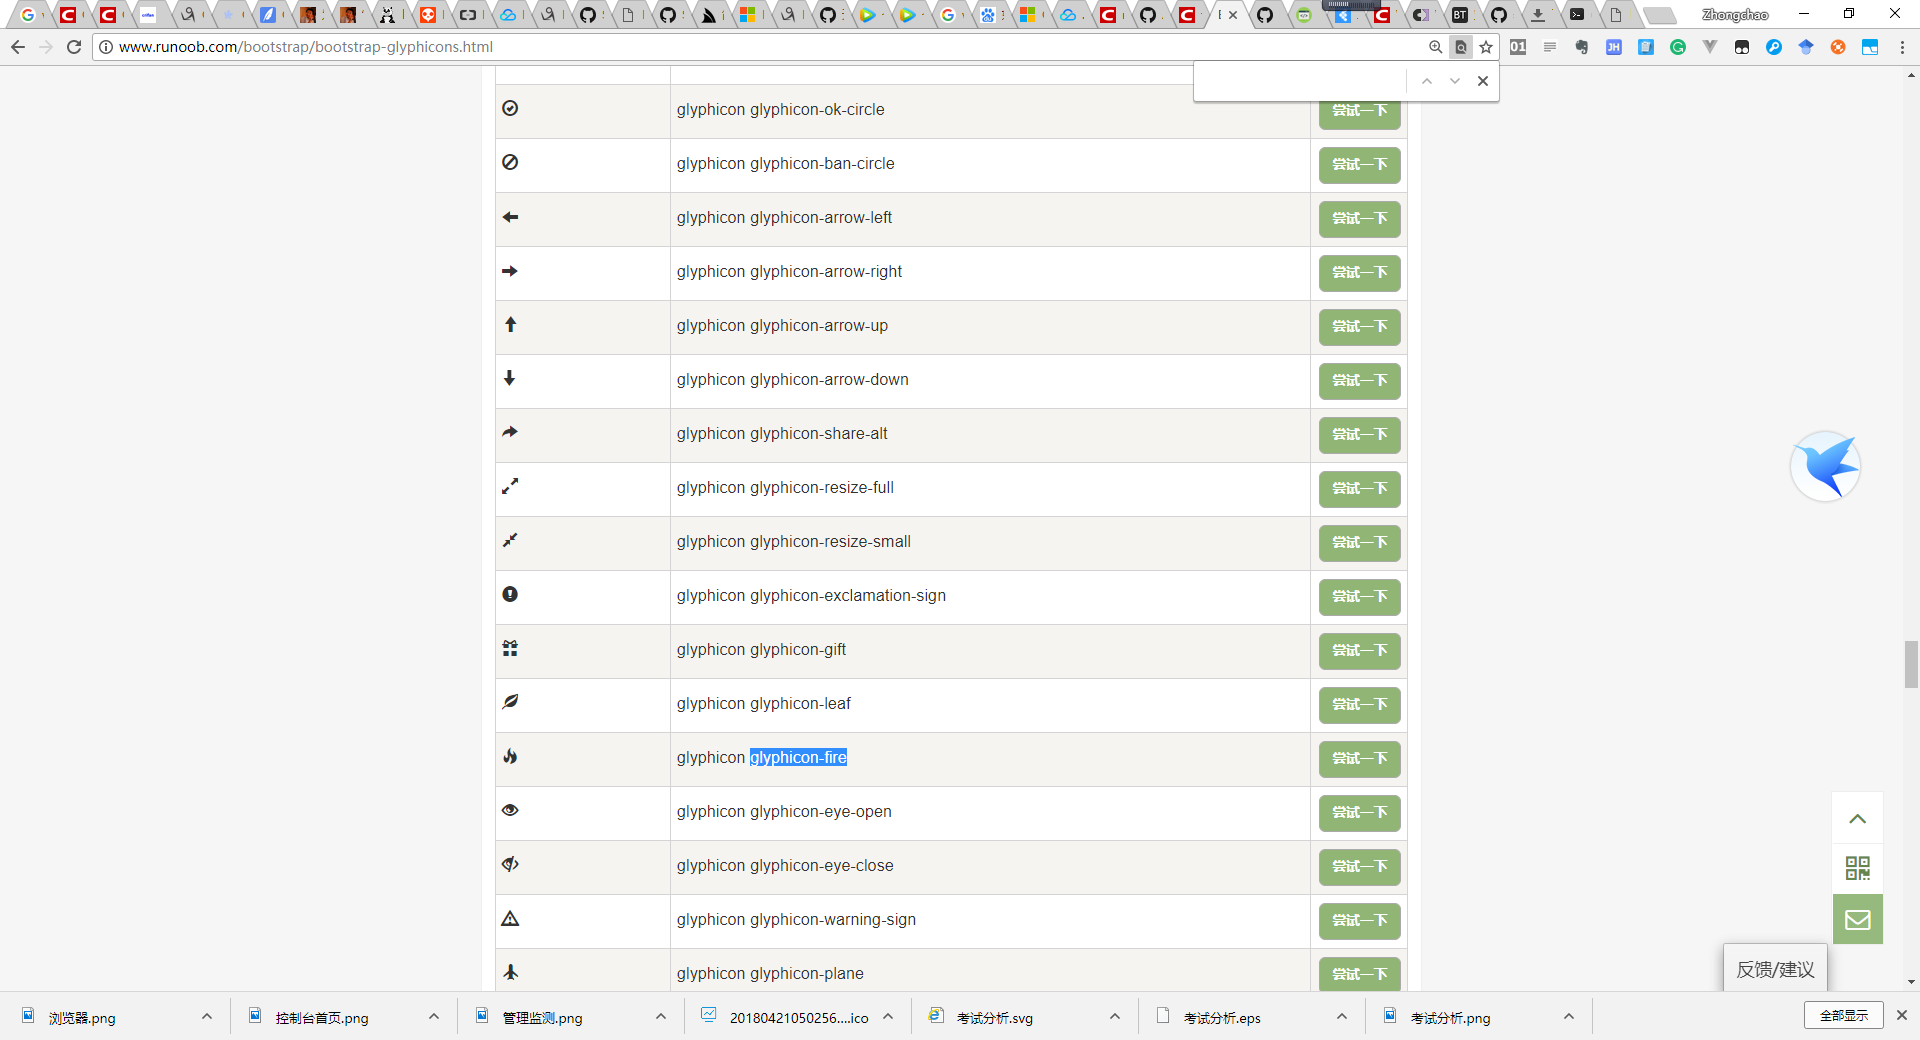 Zhongchao
www.runoob.com/bootstrap/bootstrap-glyphicons.html
glyphicon glyphicon-ok-circle 尝试一下
glyphicon glyphicon-ban-circle 尝试一下
glyphicon glyphicon-arrow-left 尝试一下
glyphicon glyphicon-arrow-right 尝试一下
glyphicon glyphicon-arrow-up 尝试一下
glyphicon glyphicon-arrow-down 尝试一下
glyphicon glyphicon-share-alt 尝试一下
glyphicon glyphicon-resize-full 尝试一下
glyphicon glyphicon-resize-small 尝试一下
glyphicon glyphicon-exclamation-sign 尝试一下
glyphicon glyphicon-gift 尝试一下
glyphicon glyphicon-leaf 尝试一下
glyphicon glyphicon-fire 尝试一下
glyphicon glyphicon-eye-open 尝试一下
glyphicon glyphicon-eye-close 尝试一下
glyphicon glyphicon-warning-sign 尝试一下
glyphicon glyphicon-plane 尝试一下
反馈/建议
浏览器.png 控制台首页.png 管理监测.png 20180421050256....ico 考试分析.svg 考试分析.eps 考试分析.png 全部显示